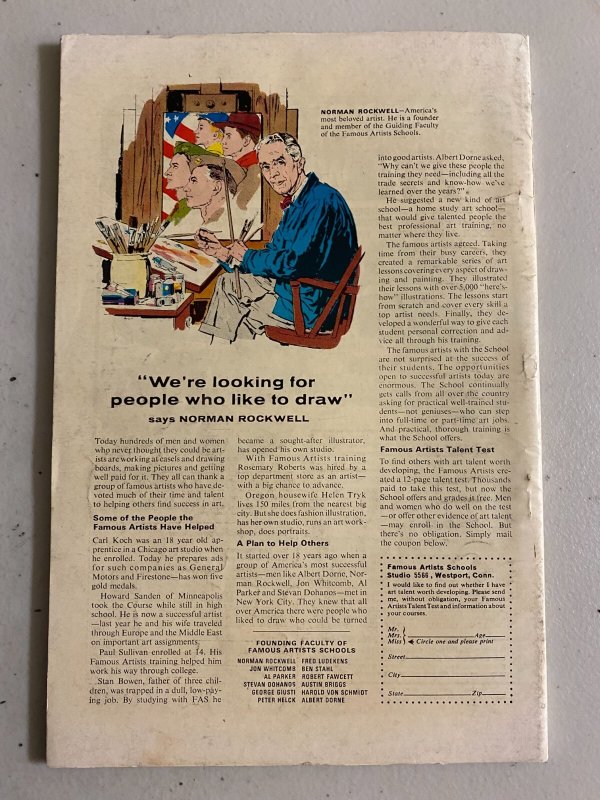 NORMAN ROCKWELL—America's
most beloved artist. He is a founder
and member of the Guiding Faculty
of the Famous Artists Schools.
"We're looking for
people who like to draw"
says NORMAN ROCKWELL
Today hundreds of men and women
who never thought they could be art-
ists are working at easels and drawing
boards, making pictures and getting
well paid for it. They all can thank a
group of famous artists who have de-
voted much of their time and talent
to helping others find success in art.
Some of the People the
Famous Artists Have Helped
Carl Koch was an 18 year old ap-
prentice in a Chicago art studio when
he enrolled. Today he prepares ads
for such companies as General
Motors and Firestone—has won five
gold medals.
Howard Sanden of Minneapolis
took the Course while still in high
school. He is now a successful artist
—last year he and his wife traveled
through Europe and the Middle East
on important art assignments.
Paul Sullivan enrolled at 14. His
Famous Artists training helped him
work his way through college.
Stan Bowen, father of three chil-
dren, was trapped in a dull, low-pay-
ing job. By studying with FAS he
became a sought-after illustrator,
has opened his own studio.
With Famous Artists training
Rosemary Roberts was hired by a
top department store as an artist—
with a big chance to advance.
Oregon housewife Helen Tryk
lives 150 miles from the nearest big
city. But she does fashion illustration,
has her own studio, runs an art work-
shop, does portraits.
A Plan to Help Others
It started over 18 years ago when a
group of America's most successful
artists—men like Albert Dorne, Nor-
man Rockwell, Jon Whitcomb, Al
Parker and Stevan Dohanos—met in
New York City. They knew that all
over America there were people who
liked to draw who could be turned
FOUNDING FACULTY OF
FAMOUS ARTISTS SCHOOLS
NORMAN ROCKWELL FRED LUDEKENS
JON WHITCOMB BEN STAHL
AL PARKER ROBERT FAWCETT
STEVAN DOHANOS AUSTIN BRIGGS
GEORGE GIUSTI HAROLD VON SCHMIDT
PETER HELCK ALBERT DORNE
into good artists. Albert Dorne asked,
"Why can't we give these people the
training they need—including all the
trade secrets and know-how we've
learned over the years?"
He suggested a new kind of art
school—a home study art school—
that would give talented people the
best professional art training, no
matter where they live.
The famous artists agreed. Taking
time from their busy careers, they
created a remarkable series of art
lessons covering every aspect of draw-
ing and painting. They illustrated
their lessons with over 5,000 "here's-
how" illustrations. The lessons start
from scratch and cover every skill a
top artist needs. Finally, they de-
veloped a wonderful way to give each
student personal correction and ad-
vice all through his training.
The famous artists with the School
are not surprised at the success of
their students. The opportunities
open to successful artists today are
enormous. The School continually
gets calls from all over the country
asking for practical well-trained stu-
dents—not geniuses—who can step
into full-time or part-time art jobs.
And practical, thorough training is
what the School offers.
Famous Artists Talent Test
To find others with art talent worth
developing, the Famous Artists cre-
ated a 12-page talent test. Thousands
paid to take this test, but now the
School offers and grades it free. Men
and women who do well on the test
—or offer other evidence of art talent
—may enroll in the School. But
there's no obligation. Simply mail
the coupon below.
Famous Artists Schools
Studio 5566, Westport, Conn.
I would like to find out whether I have
art talent worth developing. Please send
me, without obligation, your Famous
Artists Talent Test and information about
your courses.
Mr.
Mrs. Age
Miss Circle one and please print
Street
City
State Zip